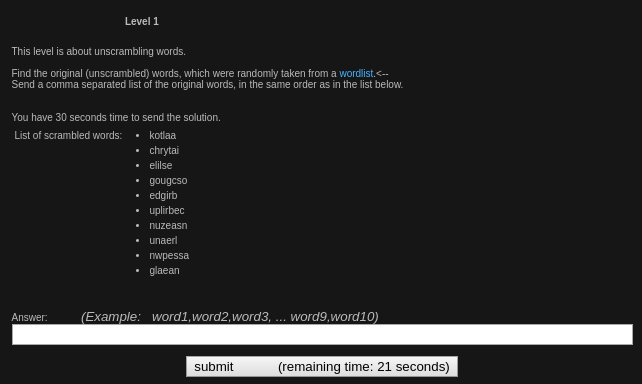 Level 1
This level is about unscrambling words.
Find the original (unscrambled) words, which were randomly taken from a wordlist.<--
Send a comma separated list of the original words, in the same order as in the list below.
You have 30 seconds time to send the solution.
List of scrambled words: • kotlaa
• chrytai
• elilse
• gougcso
• edgirb
• uplirbec
• nuzeasn
• unaerl
• nwpessa
• glaean
Answer: (Example: word1,word2,word3, ... word9,word10)
submit (remaining time: 21 seconds)